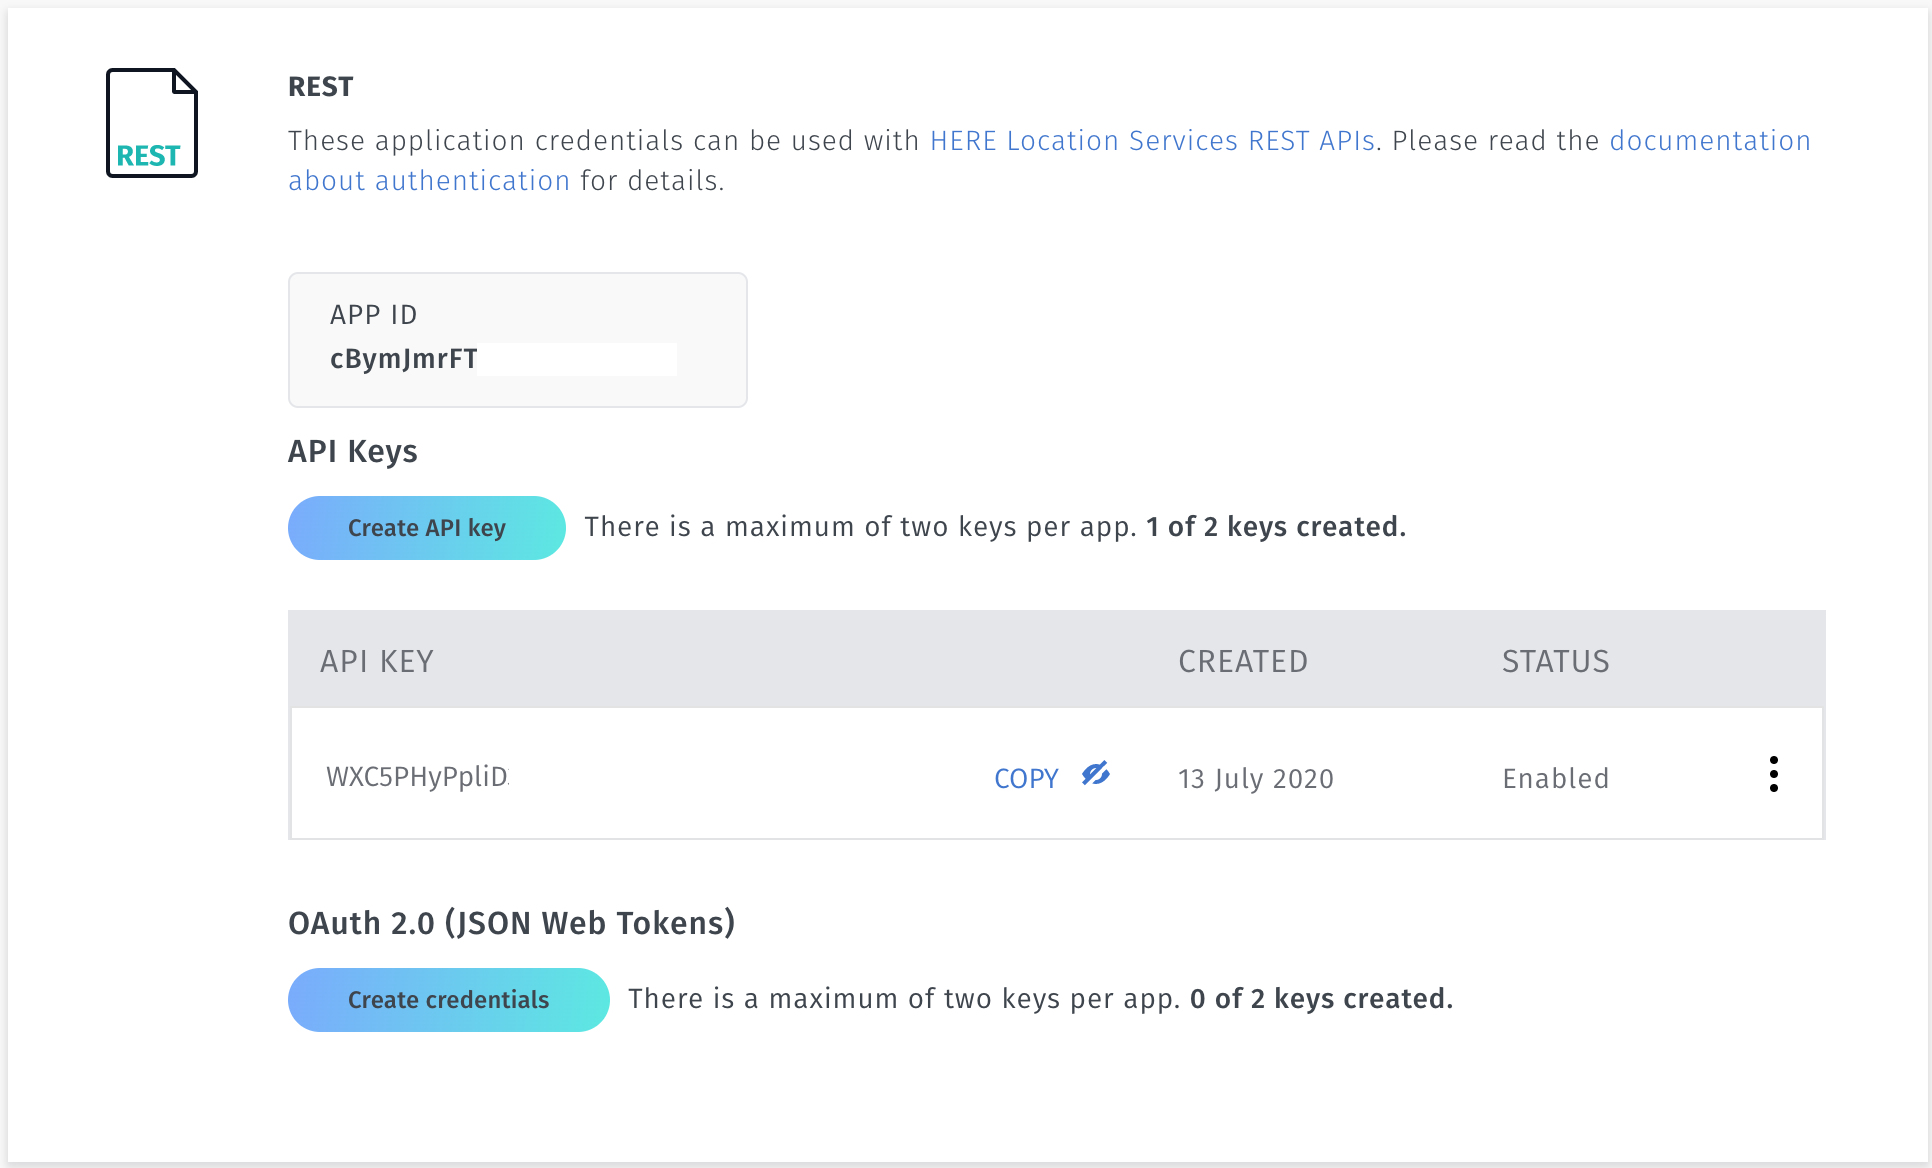 REST
REST
These application credentials can be used with HERE Location Services REST APIs. Please read the documentation
about authentication for details.
APP ID
cBymJmrFT
API Keys
Create API key There is a maximum of two keys per app. 1 of 2 keys created.
API KEY CREATED STATUS
WXC5PHyPpliD COPY 13 July 2020 Enabled
OAuth 2.0 (JSON Web Tokens)
Create credentials There is a maximum of two keys per app. 0 of 2 keys created.